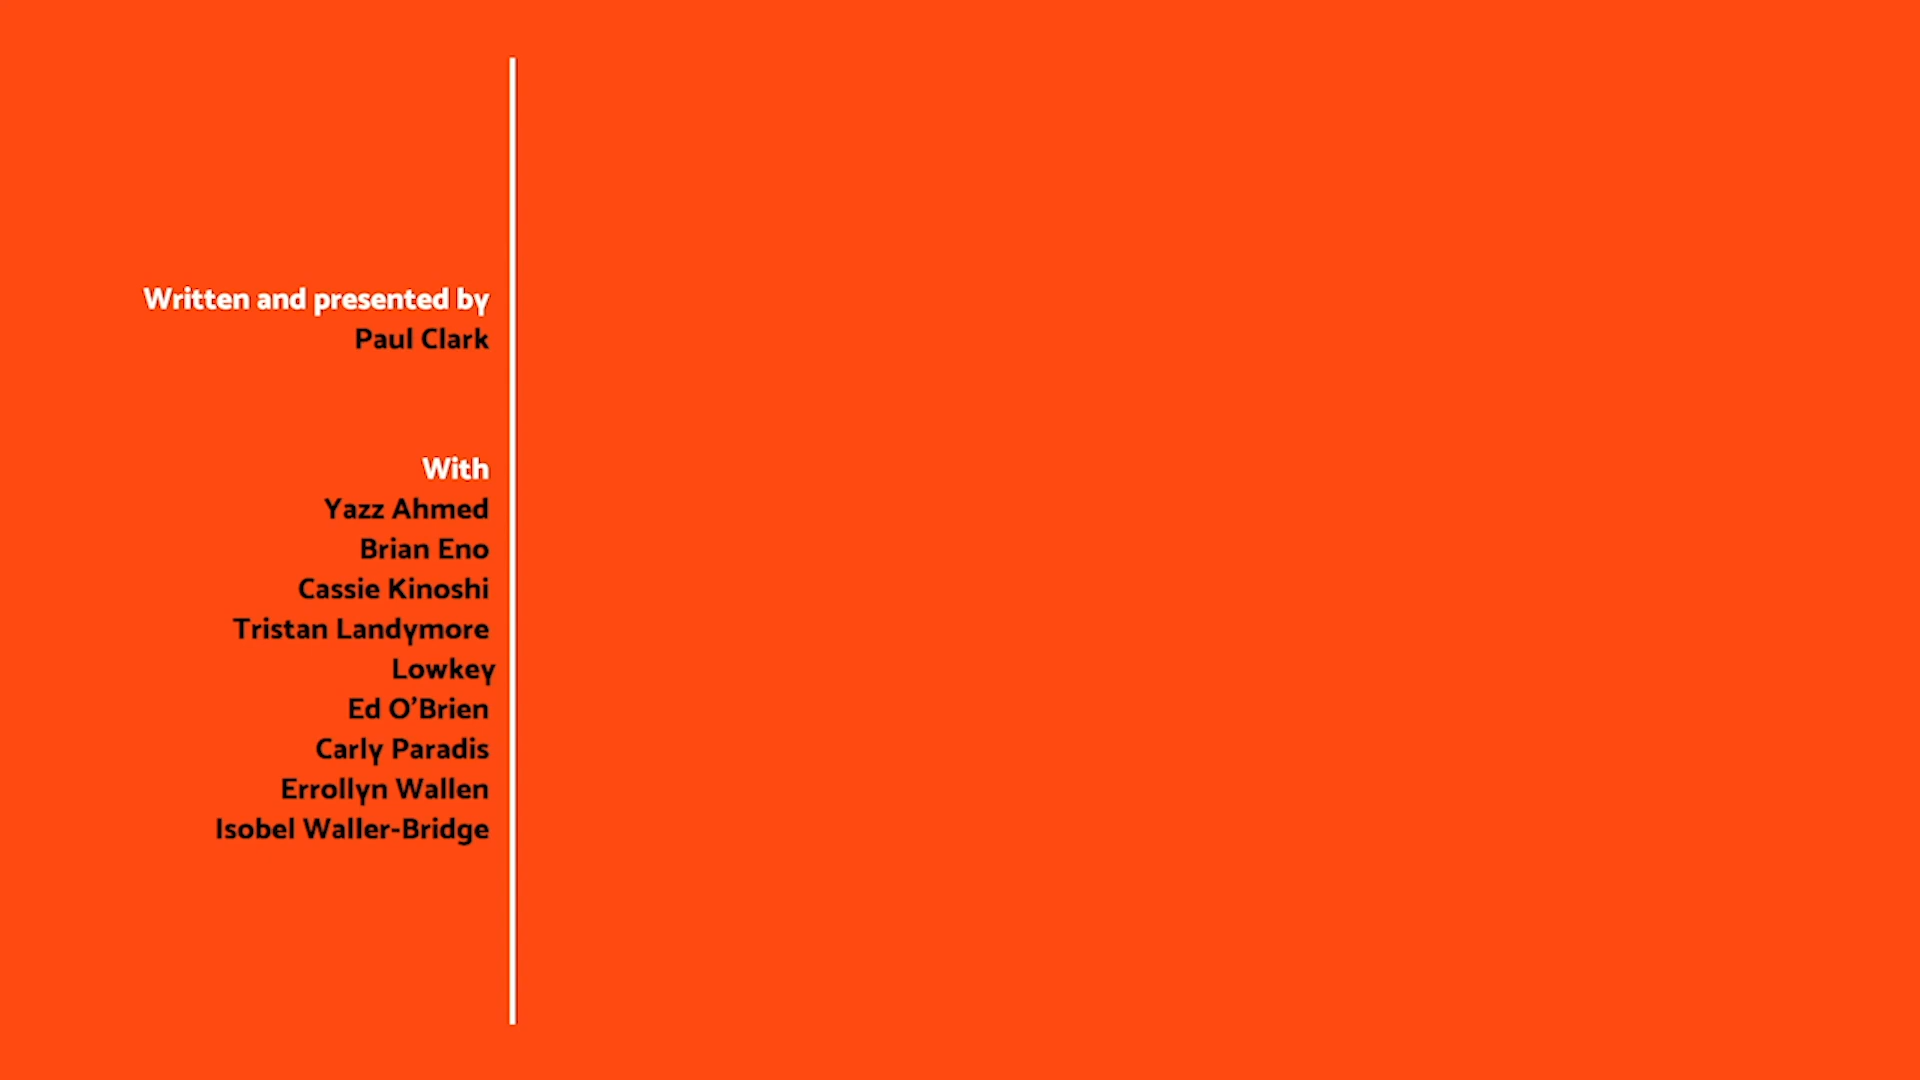 Written and presented by
Paul Clark
With
Yazz Ahmed
Brian Eno
Cassie Kinoshi
Tristan Landymore
Lowkey
Ed O’Brien
Carly Paradis
Errollyn Wallen
Isobel Waller-Bridge